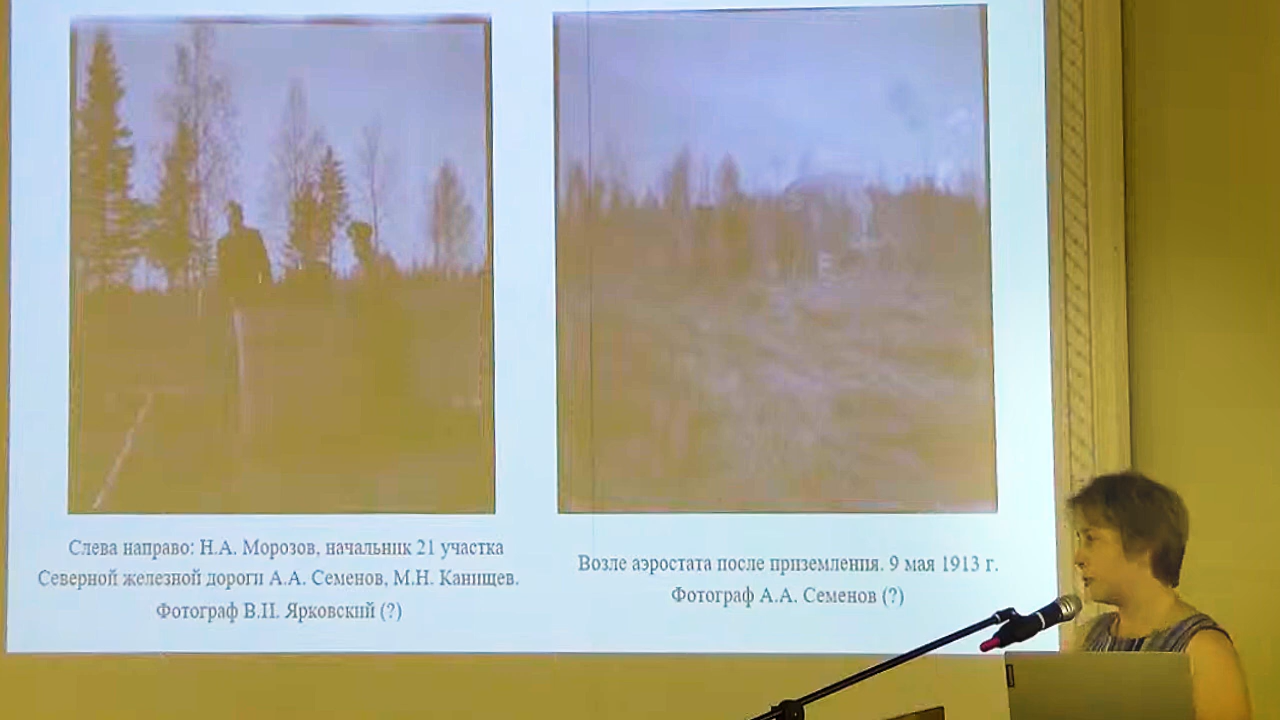 Слева направо: Н.А. Морозов, начальник 21 участка
Северной железной дороги А.А. Семенов, М.Н. Канищев.
Фотограф В.П. Ярковский (?)
Возле аэростата после приземления. 9 мая 1913 г.
Фотограф А.А. Семенов (?)